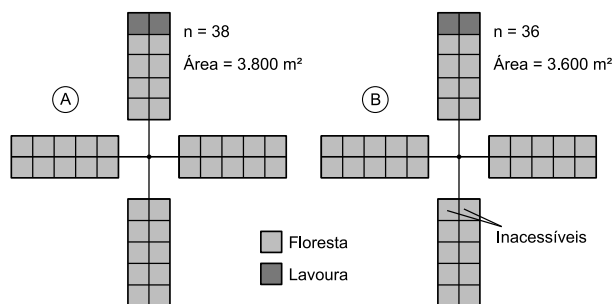 n = 38
Área = 3.800 m²
A
n = 36
Área = 3.600 m²
B
Floresta
Lavoura
Inacessíveis